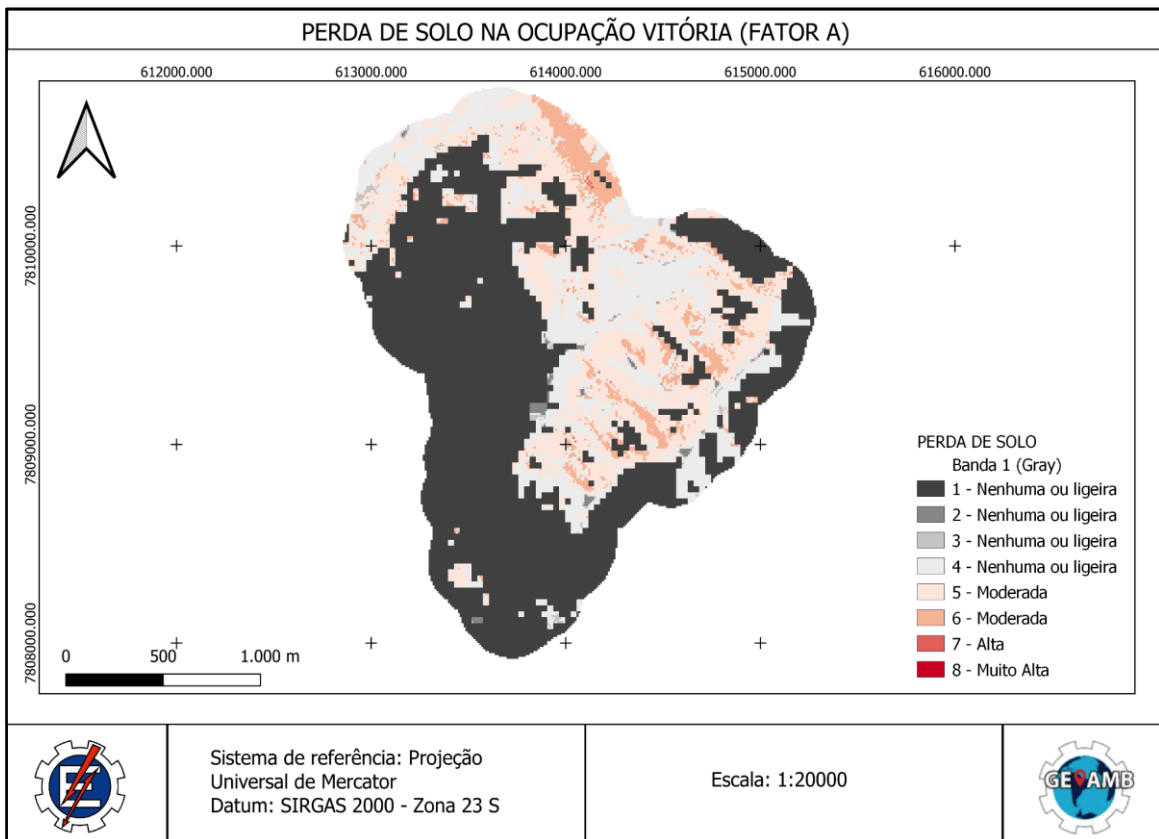 PERDA DE SOLO NA OCUPAÇÃO VITÓRIA (FATOR A)
612000.000 613000.000 614000.000 615000.000 616000.000
7810000.000
7809000.000
7808000.000
PERDA DE SOLO
Banda 1 (Gray)
1 - Nenhuma ou ligeira
2 - Nenhuma ou ligeira
3 - Nenhuma ou ligeira
4 - Nenhuma ou ligeira
5 - Moderada
6 - Moderada
7 - Alta
8 - Muito Alta
0 500 1.000 m
E
Sistema de referência: Projeção
Universal de Mercator
Datum: SIRGAS 2000 - Zona 23 S
Escala: 1:20000
GEOAMB